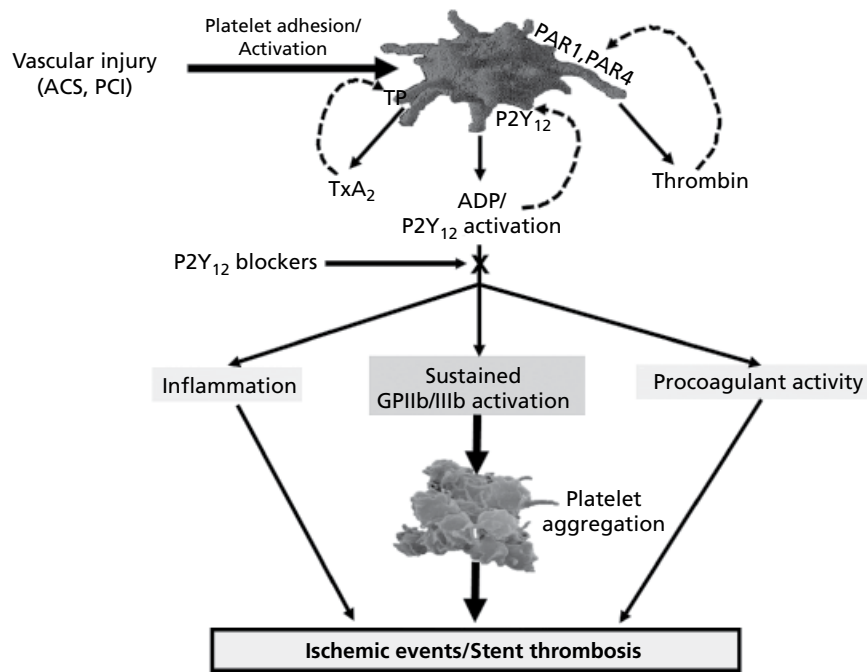 Platelet adhesion/
Activation
Vascular injury
(ACS, PCI)
PAR1,PAR4
TP
P2Y12
TxA2
Thrombin
ADP/
P2Y12 activation
P2Y12 blockers
X
Inflammation
Sustained
GPIIb/IIIb activation
Procoagulant activity
Platelet
aggregation
Ischemic events/Stent thrombosis